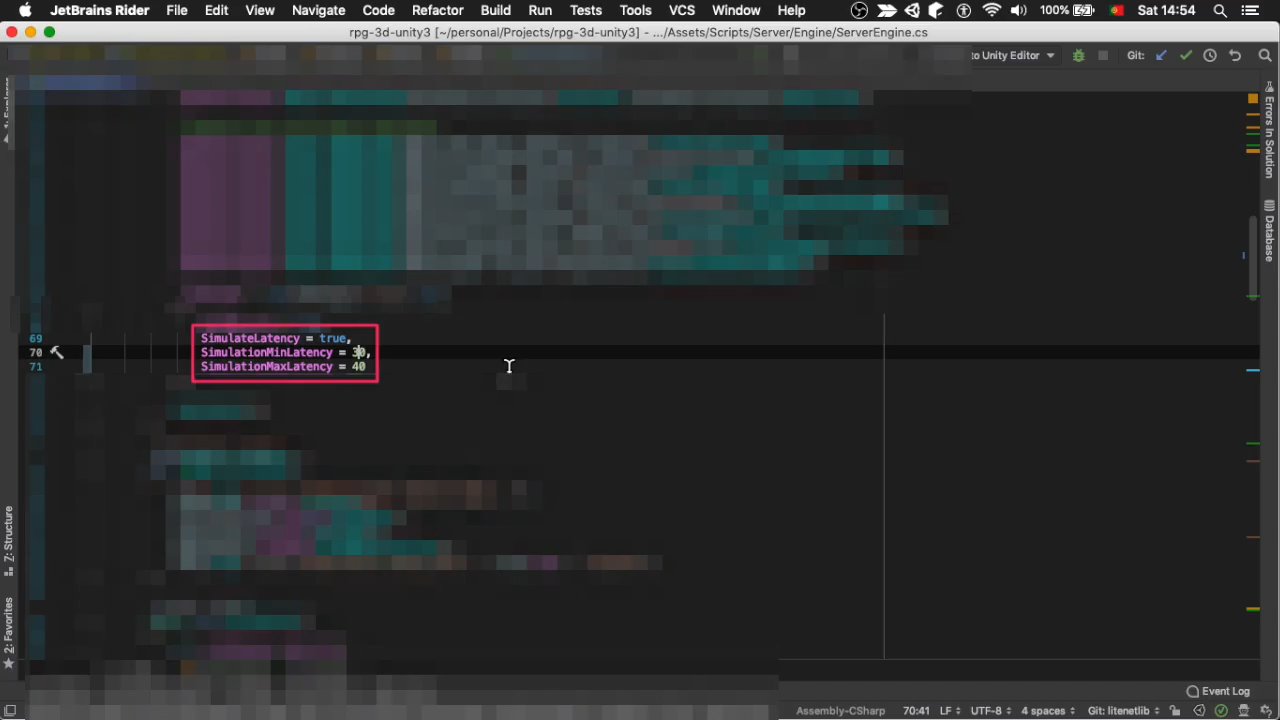 JetBrains Rider File Edit View Navigate Code Refactor Build Run Tests Tools VCS Window Help 100% Sat 14:54
rpg-3d-unity3 [~/personal/Projects/rpg-3d-unity3] - .../Assets/Scripts/Server/Engine/ServerEngine.cs
to Unity Editor Git:
Errors In Solution
Database
69 SimulateLatency = true,
70 SimulationMinLatency = 30,
71 SimulationMaxLatency = 40
7: Structure
2: Favorites
Event Log
Assembly-CSharp 70:41 LF UTF-8 4 spaces Git: litenetlib